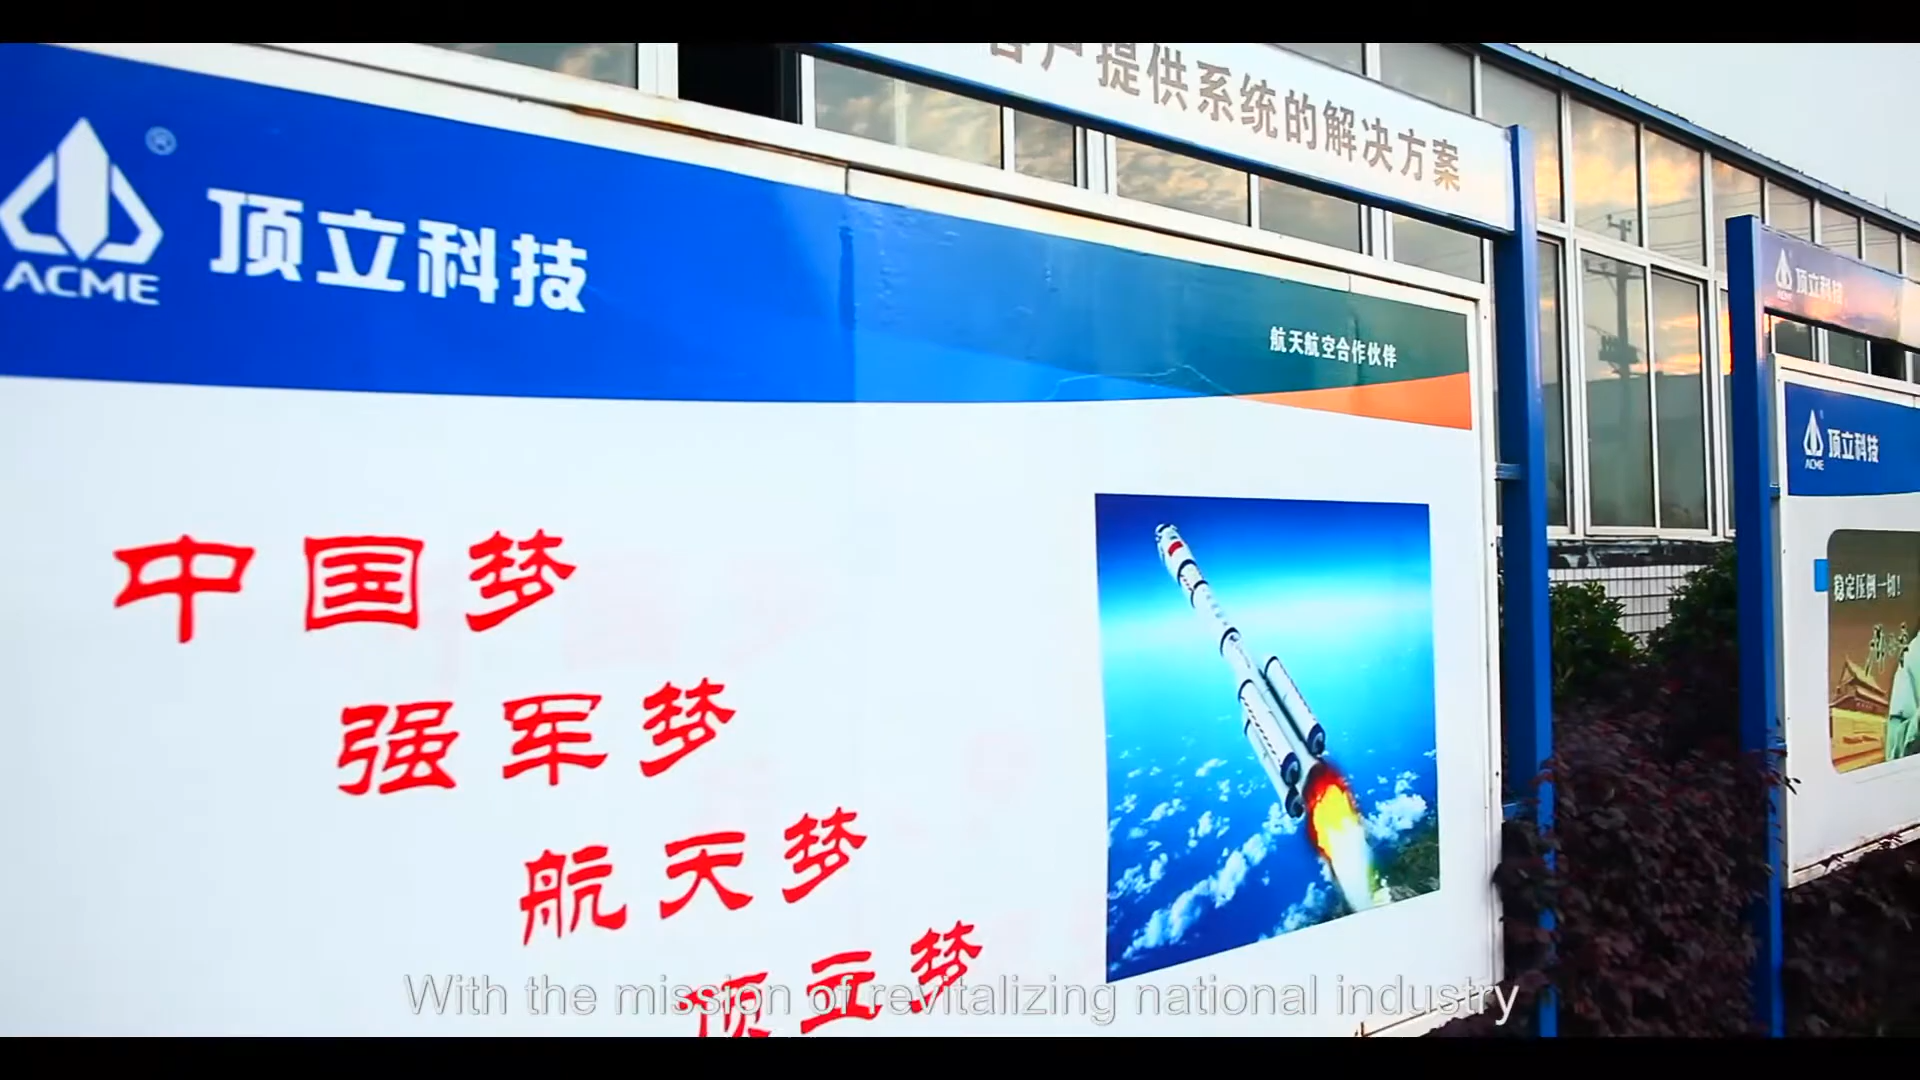 客户提供系统的解决方案
®
ACME
顶立科技
航天航空合作伙伴
中国梦
强军梦
航天梦
顶立梦
ACME
顶立科技
ACME
顶立科技
稳定压倒一切!
With the mission of revitalizing national industry